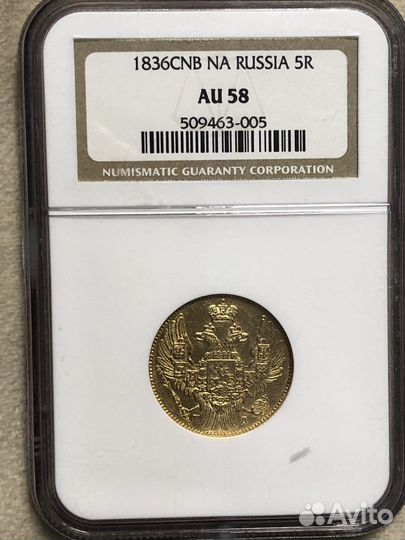 1836CNB NA RUSSIA 5R
AU 58
509463-005
NUMISMATIC GUARANTY CORPORATION
Avito